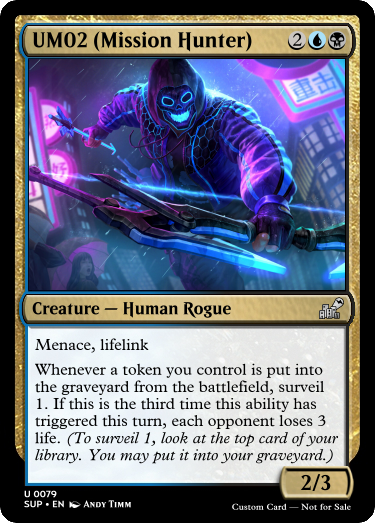 UM02 (Mission Hunter) 2
Creature — Human Rogue
Menace, lifelink
Whenever a token you control is put into
the graveyard from the battlefield, surveil
1. If this is the third time this ability has
triggered this turn, each opponent loses 3
life. (To surveil 1, look at the top card of your
library. You may put it into your graveyard.)
2/3
U 0079
SUP • EN Andy Timm
Custom Card — Not for Sale